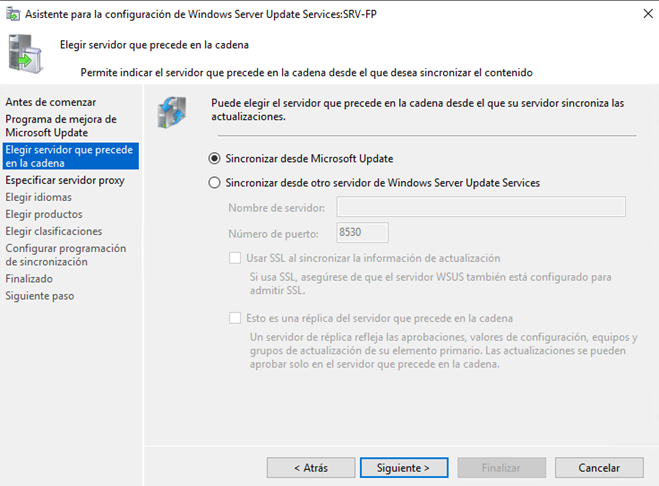 Asistente para la configuración de Windows Server Update Services:SRV-FP
Elegir servidor que precede en la cadena
Permite indicar el servidor que precede en la cadena desde el que desea sincronizar el contenido
Antes de comenzar
Programa de mejora de
Microsoft Update
Elegir servidor que precede
en la cadena
Especificar servidor proxy
Elegir idiomas
Elegir productos
Elegir clasificaciones
Configurar programación
de sincronización
Finalizado
Siguiente paso
Puede elegir el servidor que precede en la cadena desde el que su servidor sincroniza las
actualizaciones.
Sincronizar desde Microsoft Update
Sincronizar desde otro servidor de Windows Server Update Services
Nombre de servidor:
Número de puerto: 8530
Usar SSL al sincronizar la información de actualización
Si usa SSL, asegúrese de que el servidor WSUS también está configurado para
admitir SSL.
Esto es una réplica del servidor que precede en la cadena
Un servidor de réplica refleja las aprobaciones, valores de configuración, equipos y
grupos de actualización de su elemento primario. Las actualizaciones se pueden
aprobar solo en el servidor que precede en la cadena.
< Atrás
Siguiente >
Finalizar
Cancelar